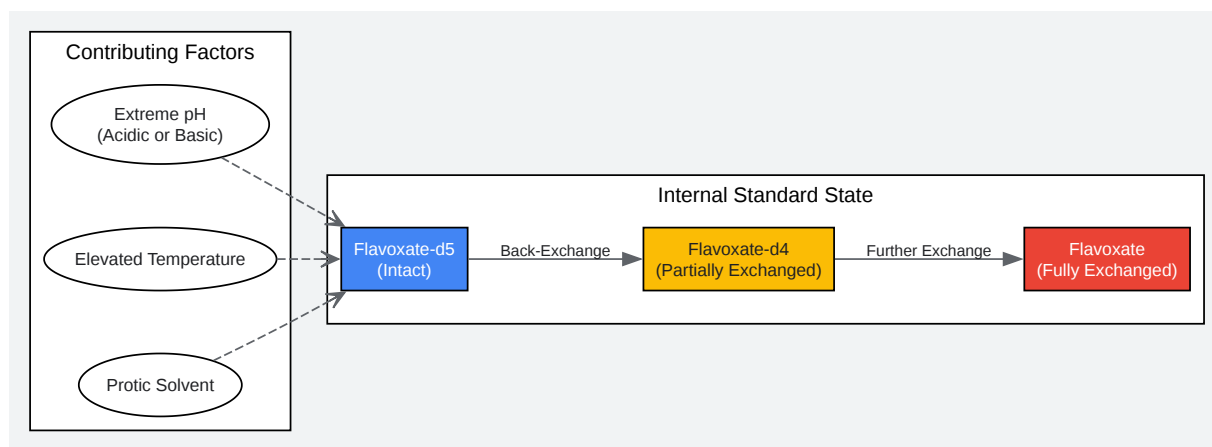 Contributing Factors
Extreme pH
(Acidic or Basic)
Elevated Temperature
Protic Solvent
Internal Standard State
Flavoxate-d5
(Intact)
Back-Exchange
Flavoxate-d4
(Partially Exchanged)
Further Exchange
Flavoxate
(Fully Exchanged)